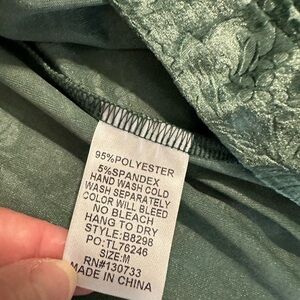 95%POLYESTER
5%SPANDEX
HAND WASH COLD
WASH SEPARATELY
COLOR WILL BLEED
NO BLEACH
HANG TO DRY
STYLE:B8298
PO:TL76246
SIZE:M
RN#130733
MADE IN CHINA